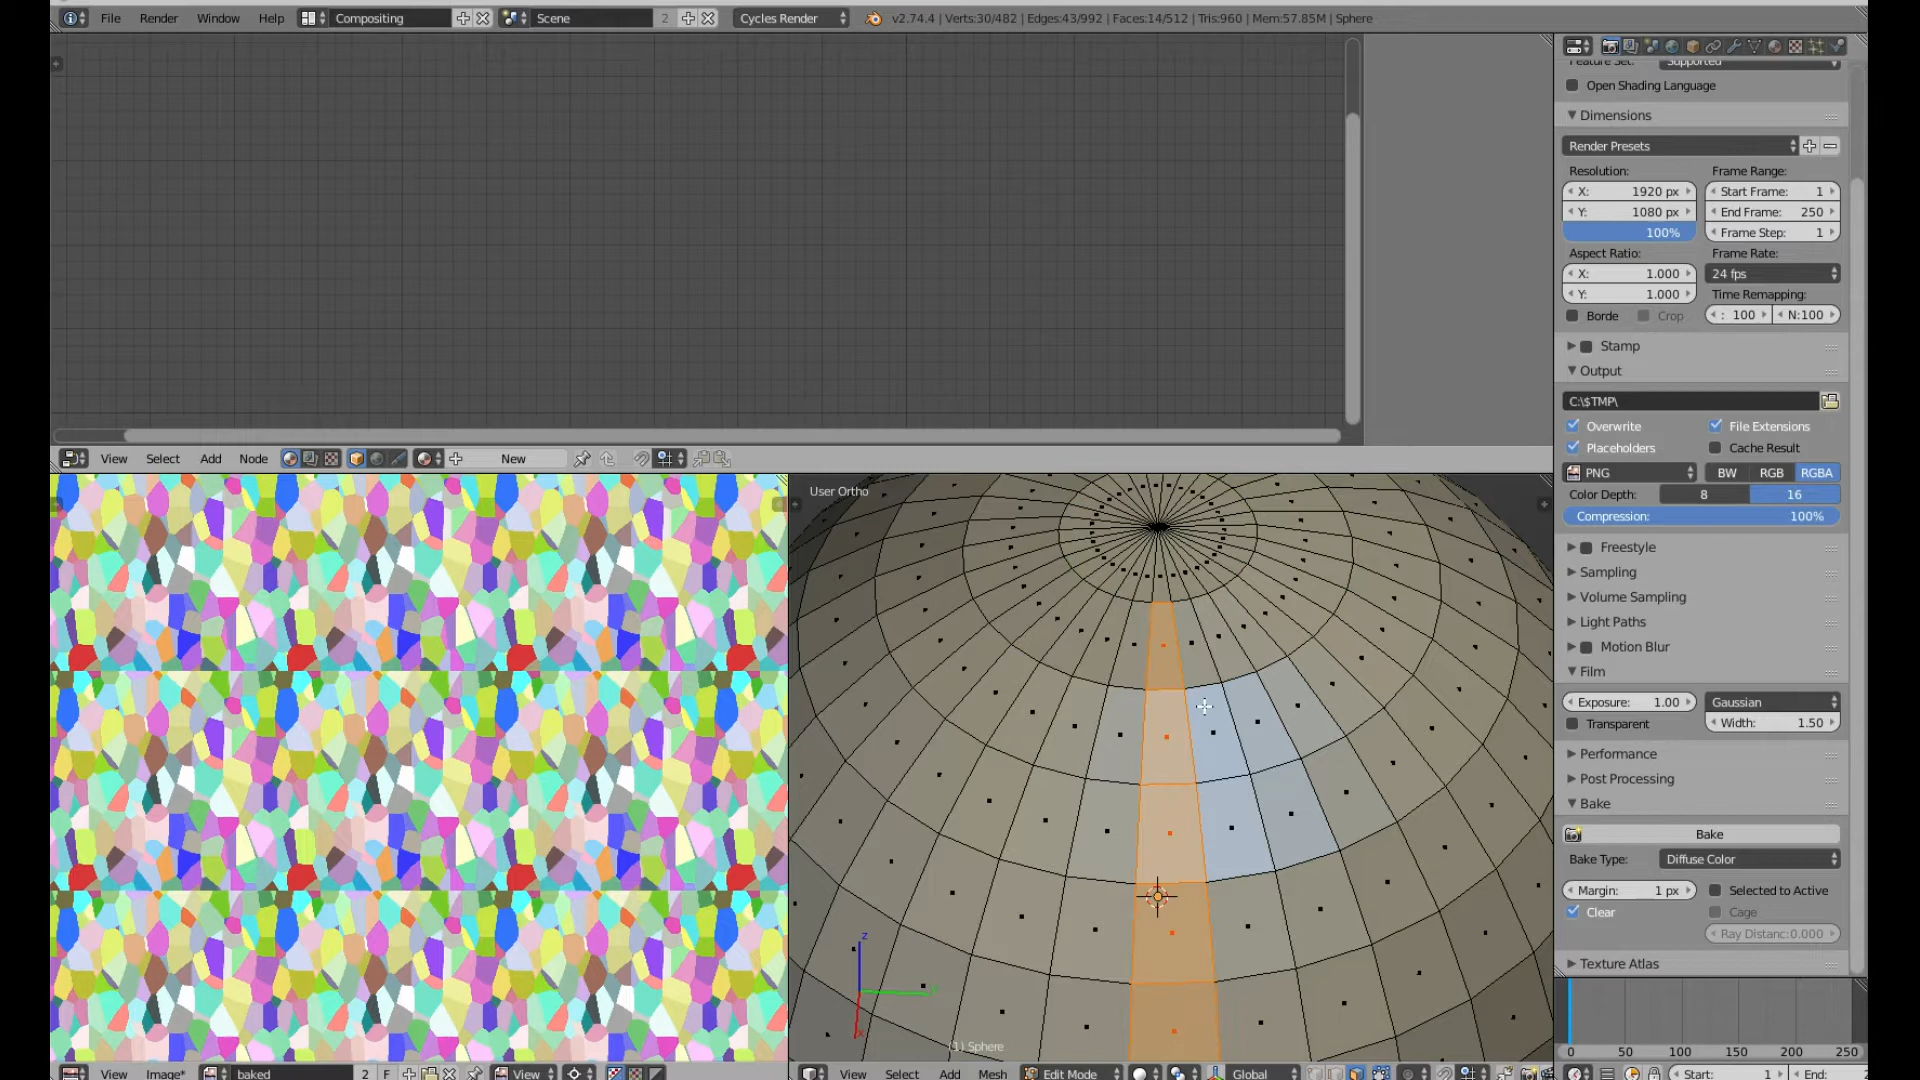 File Render Window Help Compositing Scene 2 Cycles Render v2.74.4 | Verts:30/482 | Edges:43/992 | Faces:14/512 | Tris:960 | Mem:57.85M | Sphere
Feature Set: Supported
Open Shading Language
Dimensions
Render Presets
Resolution: Frame Range:
X: 1920 px Start Frame: 1
Y: 1080 px End Frame: 250
100% Frame Step: 1
Aspect Ratio: Frame Rate:
X: 1.000 24 fps
Y: 1.000 Time Remapping:
Borde Crop : 100 N:100
Stamp
Output
C:\$TMP\
Overwrite File Extensions
Placeholders Cache Result
PNG BW RGB RGBA
Color Depth: 8 16
Compression: 100%
Freestyle
Sampling
Volume Sampling
Light Paths
Motion Blur
Film
Exposure: 1.00 Gaussian
Transparent Width: 1.50
Performance
Post Processing
Bake
Bake
Bake Type: Diffuse Color
Margin: 1 px Selected to Active
Clear Cage
Ray Distanc:0.000
Texture Atlas
View Select Add Node New
User Ortho
z
(1) Sphere
0 50 100 150 200 250
View Image* baked 2 F View
View Select Add Mesh Edit Mode Global
Start: 1 End: